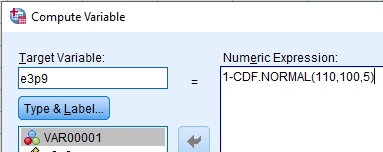 Compute Variable
Target Variable:
Numeric Expression:
e3p9
=
1-CDF.NORMAL(110,100,5)
Type & Label...
VAR00001